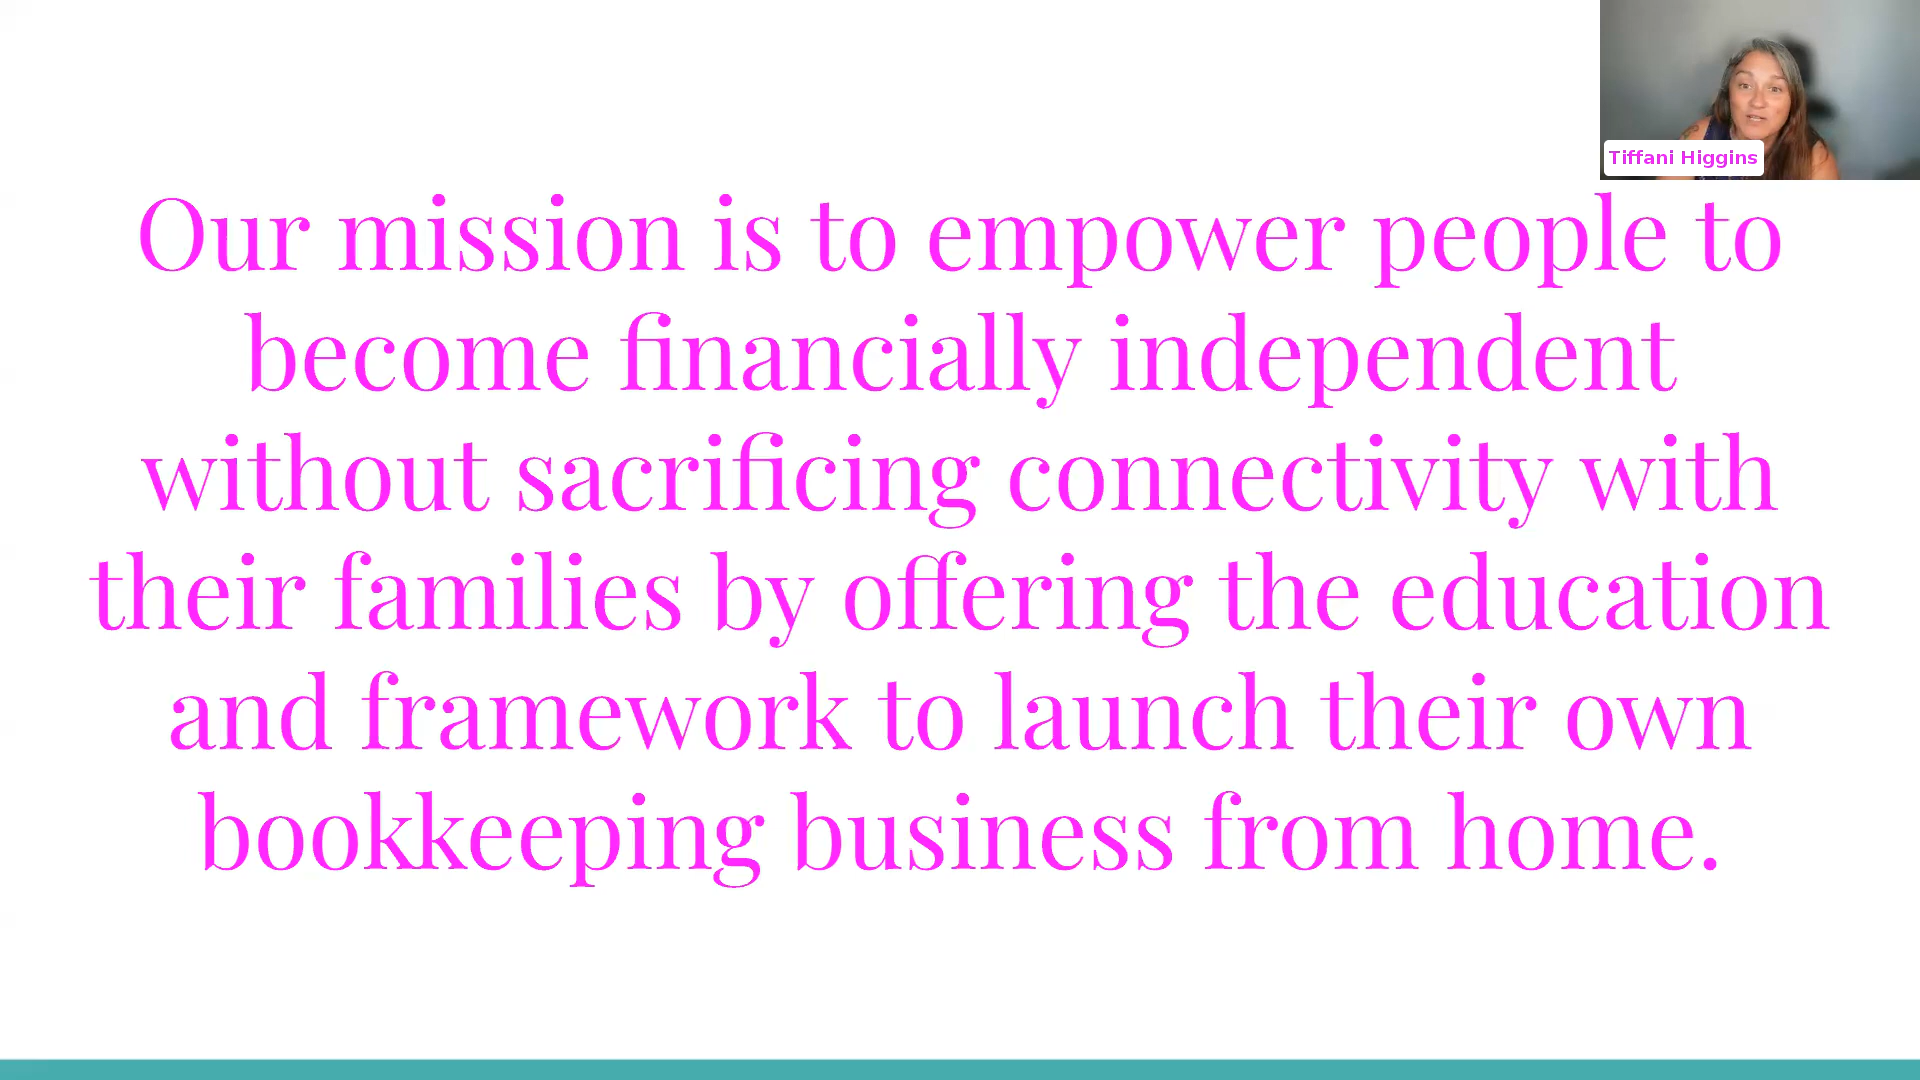 Tiffani Higgins
Our mission is to empower people to
become financially independent
without sacrificing connectivity with
their families by offering the education
and framework to launch their own
bookkeeping business from home.